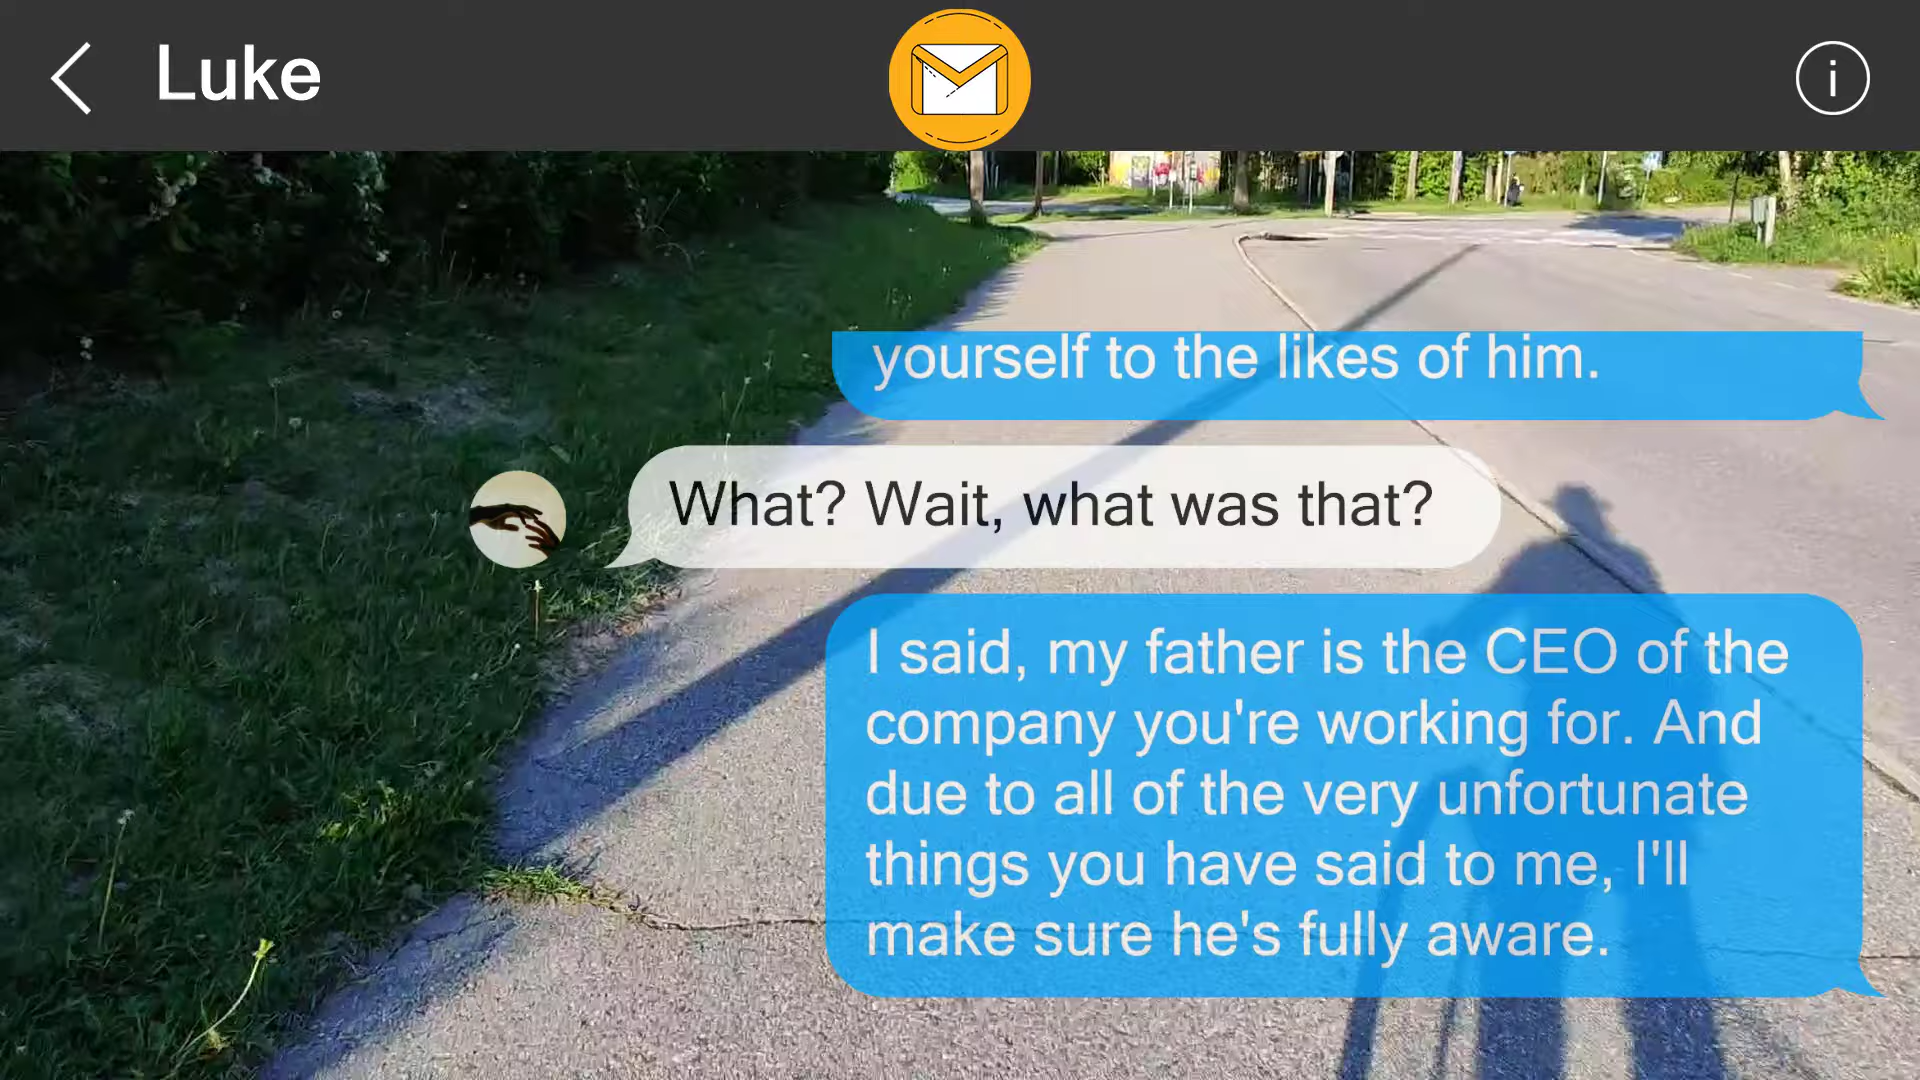 Luke
i
yourself to the likes of him.
What? Wait, what was that?
I said, my father is the CEO of the
company you're working for. And
due to all of the very unfortunate
things you have said to me, I'll
make sure he's fully aware.